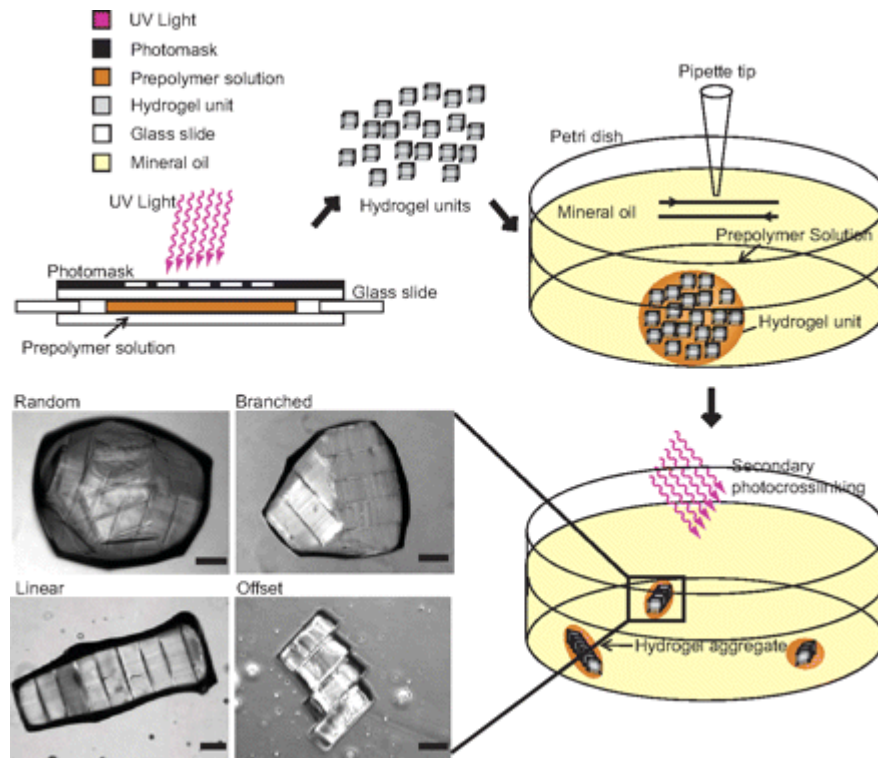 UV Light
Photomask
Prepolymer solution
Hydrogel unit
Glass slide
Mineral oil
UV Light
Photomask
Glass slide
Prepolymer solution
Hydrogel units
Pipette tip
Petri dish
Mineral oil
Prepolymer Solution
Hydrogel unit
Secondary
photocrosslinking
Hydrogel aggregate
Random
Branched
Linear
Offset